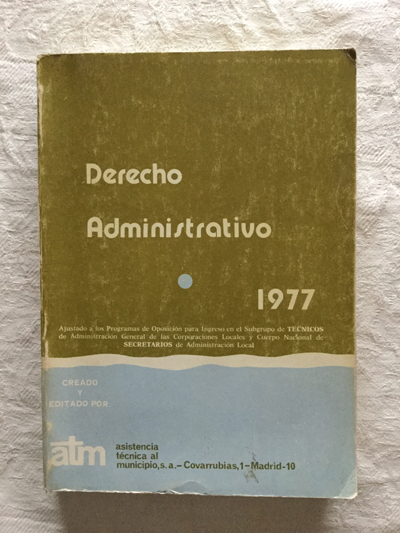 Derecho
Administrativo
1977
Ajustado a los Programas de Oposición para Ingreso en el Subgrupo de TECNICOS
de Administración General de las Corporaciones Locales y Cuerpo Nacional de
SECRETARIOS de Administración Local
CREADO
Y
EDITADO POR
atm
asistencia
técnica al
municipio, s.a.-Covarrubias,1-Madrid-10